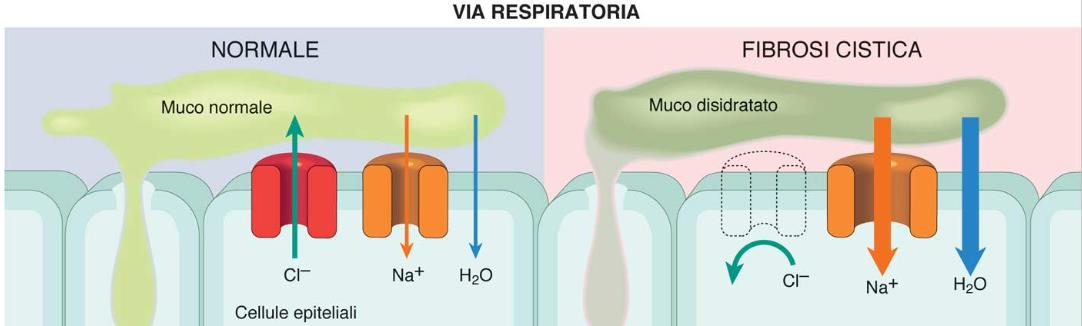 VIA RESPIRATORIA
NORMALE
Muco normale
Cl⁻
Na⁺
H₂O
Cellule epiteliali
FIBROSI CISTICA
Muco disidratato
Cl⁻
Na⁺
H₂O